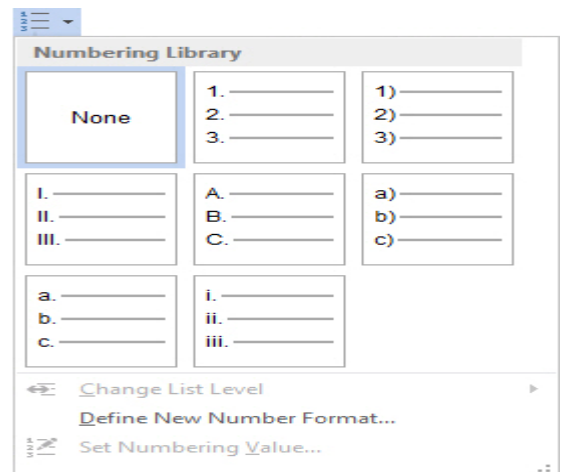 Numbering Library
None
1.
2.
3.
1)
2)
3)
I.
II.
III.
A.
B.
C.
a)
b)
c)
a.
b.
c.
i.
ii.
iii.
Change List Level
Define New Number Format...
Set Numbering Value...